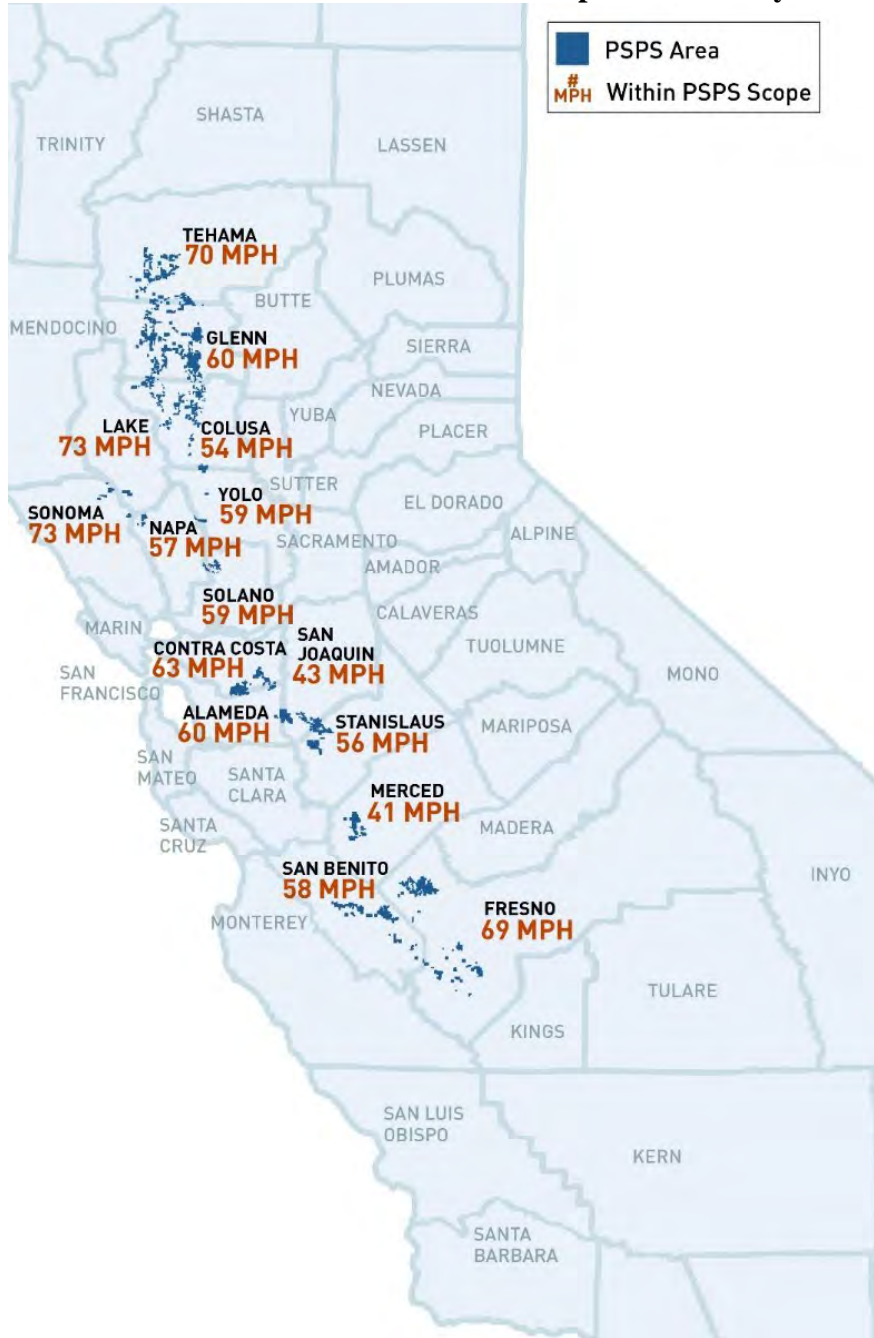 PSPS Area
#
MPH Within PSPS Scope
SHASTA
TRINITY
LASSEN
TEHAMA
70 MPH
PLUMAS
BUTTE
MENDOCINO
GLENN
60 MPH
SIERRA
NEVADA
YUBA
LAKE
73 MPH
COLUSA
54 MPH
PLACER
SUTTER
YOLO
59 MPH
EL DORADO
SONOMA
73 MPH
NAPA
57 MPH
SACRAMENTO
ALPINE
AMADOR
SOLANO
59 MPH
CALAVERAS
MARIN
SAN
JOAQUIN
43 MPH
TUOLUMNE
CONTRA COSTA
63 MPH
SAN
FRANCISCO
MONO
ALAMEDA
60 MPH
STANISLAUS
56 MPH
MARIPOSA
SAN
MATEO
SANTA
CLARA
MERCED
41 MPH
SANTA
CRUZ
MADERA
SAN BENITO
58 MPH
INYO
MONTEREY
FRESNO
69 MPH
TULARE
KINGS
SAN LUIS
OBISPO
KERN
SANTA
BARBARA